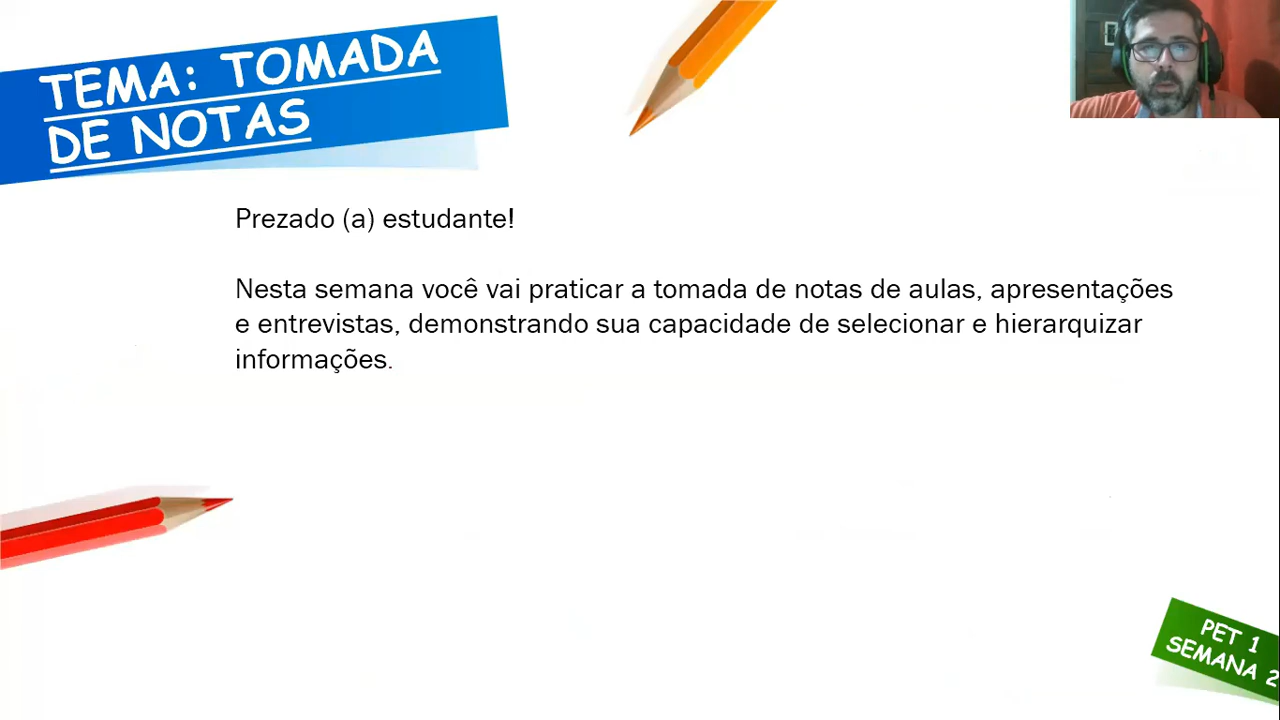 TEMA: TOMADA
DE NOTAS
Prezado (a) estudante!
Nesta semana você vai praticar a tomada de notas de aulas, apresentações
e entrevistas, demonstrando sua capacidade de selecionar e hierarquizar
informações.
PET 1
SEMANA 2